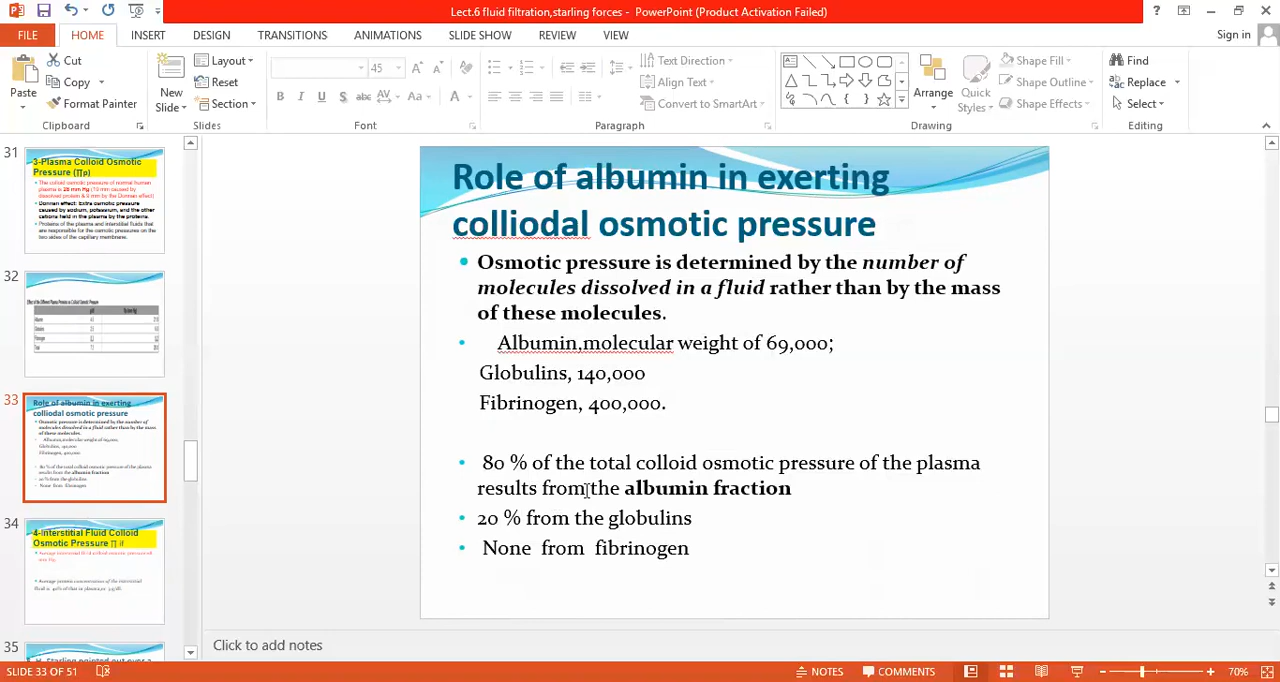 Lect.6 fluid filtration,starling forces - PowerPoint (Product Activation Failed)
FILE HOME INSERT DESIGN TRANSITIONS ANIMATIONS SLIDE SHOW REVIEW VIEW Sign in
Paste
Cut
Copy
Format Painter
Clipboard
New Slide
Layout
Reset
Section
Slides
45
B I U S abc AV Aa A
Font
Text Direction
Align Text
Convert to SmartArt
Paragraph
Arrange
Quick Styles
Shape Fill
Shape Outline
Shape Effects
Drawing
Find
Replace
Select
Editing
31
3-Plasma Colloid Osmotic
Pressure (∏p)
32
33
Role of albumin in exerting
colliodal osmotic pressure
34
4-Interstitial Fluid Colloid
Osmotic Pressure ∏ if
35
Role of albumin in exerting
colliodal osmotic pressure
• Osmotic pressure is determined by the number of
molecules dissolved in a fluid rather than by the mass
of these molecules.
• Albumin,molecular weight of 69,000;
Globulins, 140,000
Fibrinogen, 400,000.
• 80 % of the total colloid osmotic pressure of the plasma
results from the albumin fraction
• 20 % from the globulins
• None from fibrinogen
Click to add notes
SLIDE 33 OF 51 NOTES COMMENTS 70%